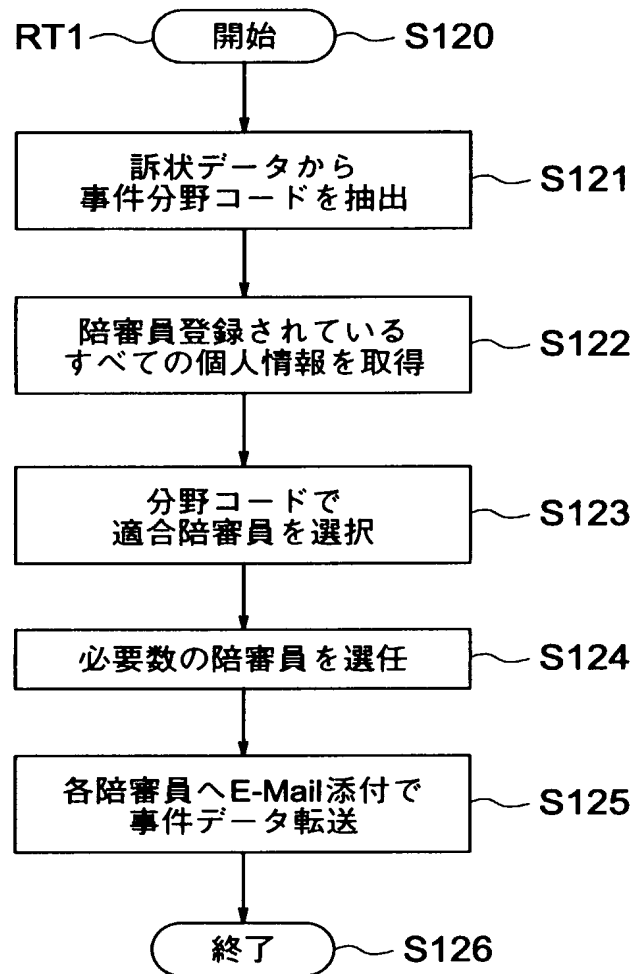 RT1 開始 S120
訴状データから
事件分野コードを抽出 S121
陪審員登録されている
すべての個人情報を取得 S122
分野コードで
適合陪審員を選択 S123
必要数の陪審員を選任 S124
各陪審員へE-Mail添付で
事件データ転送 S125
終了 S126